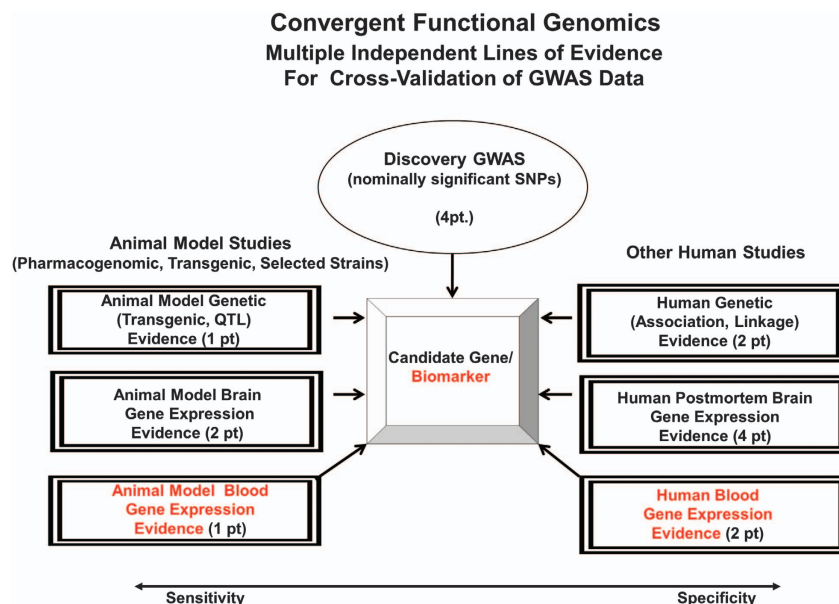 Convergent Functional Genomics
Multiple Independent Lines of Evidence
For Cross-Validation of GWAS Data
Discovery GWAS
(nominally significant SNPs)
(4pt.)
Animal Model Studies
(Pharmacogenomic, Transgenic, Selected Strains)
Other Human Studies
Animal Model Genetic
(Transgenic, QTL)
Evidence (1 pt)
Human Genetic
(Association, Linkage)
Evidence (2 pt)
Candidate Gene/
Biomarker
Animal Model Brain
Gene Expression
Evidence (2 pt)
Human Postmortem Brain
Gene Expression
Evidence (4 pt)
Animal Model Blood
Gene Expression
Evidence (1 pt)
Human Blood
Gene Expression
Evidence (2 pt)
Sensitivity
Specificity